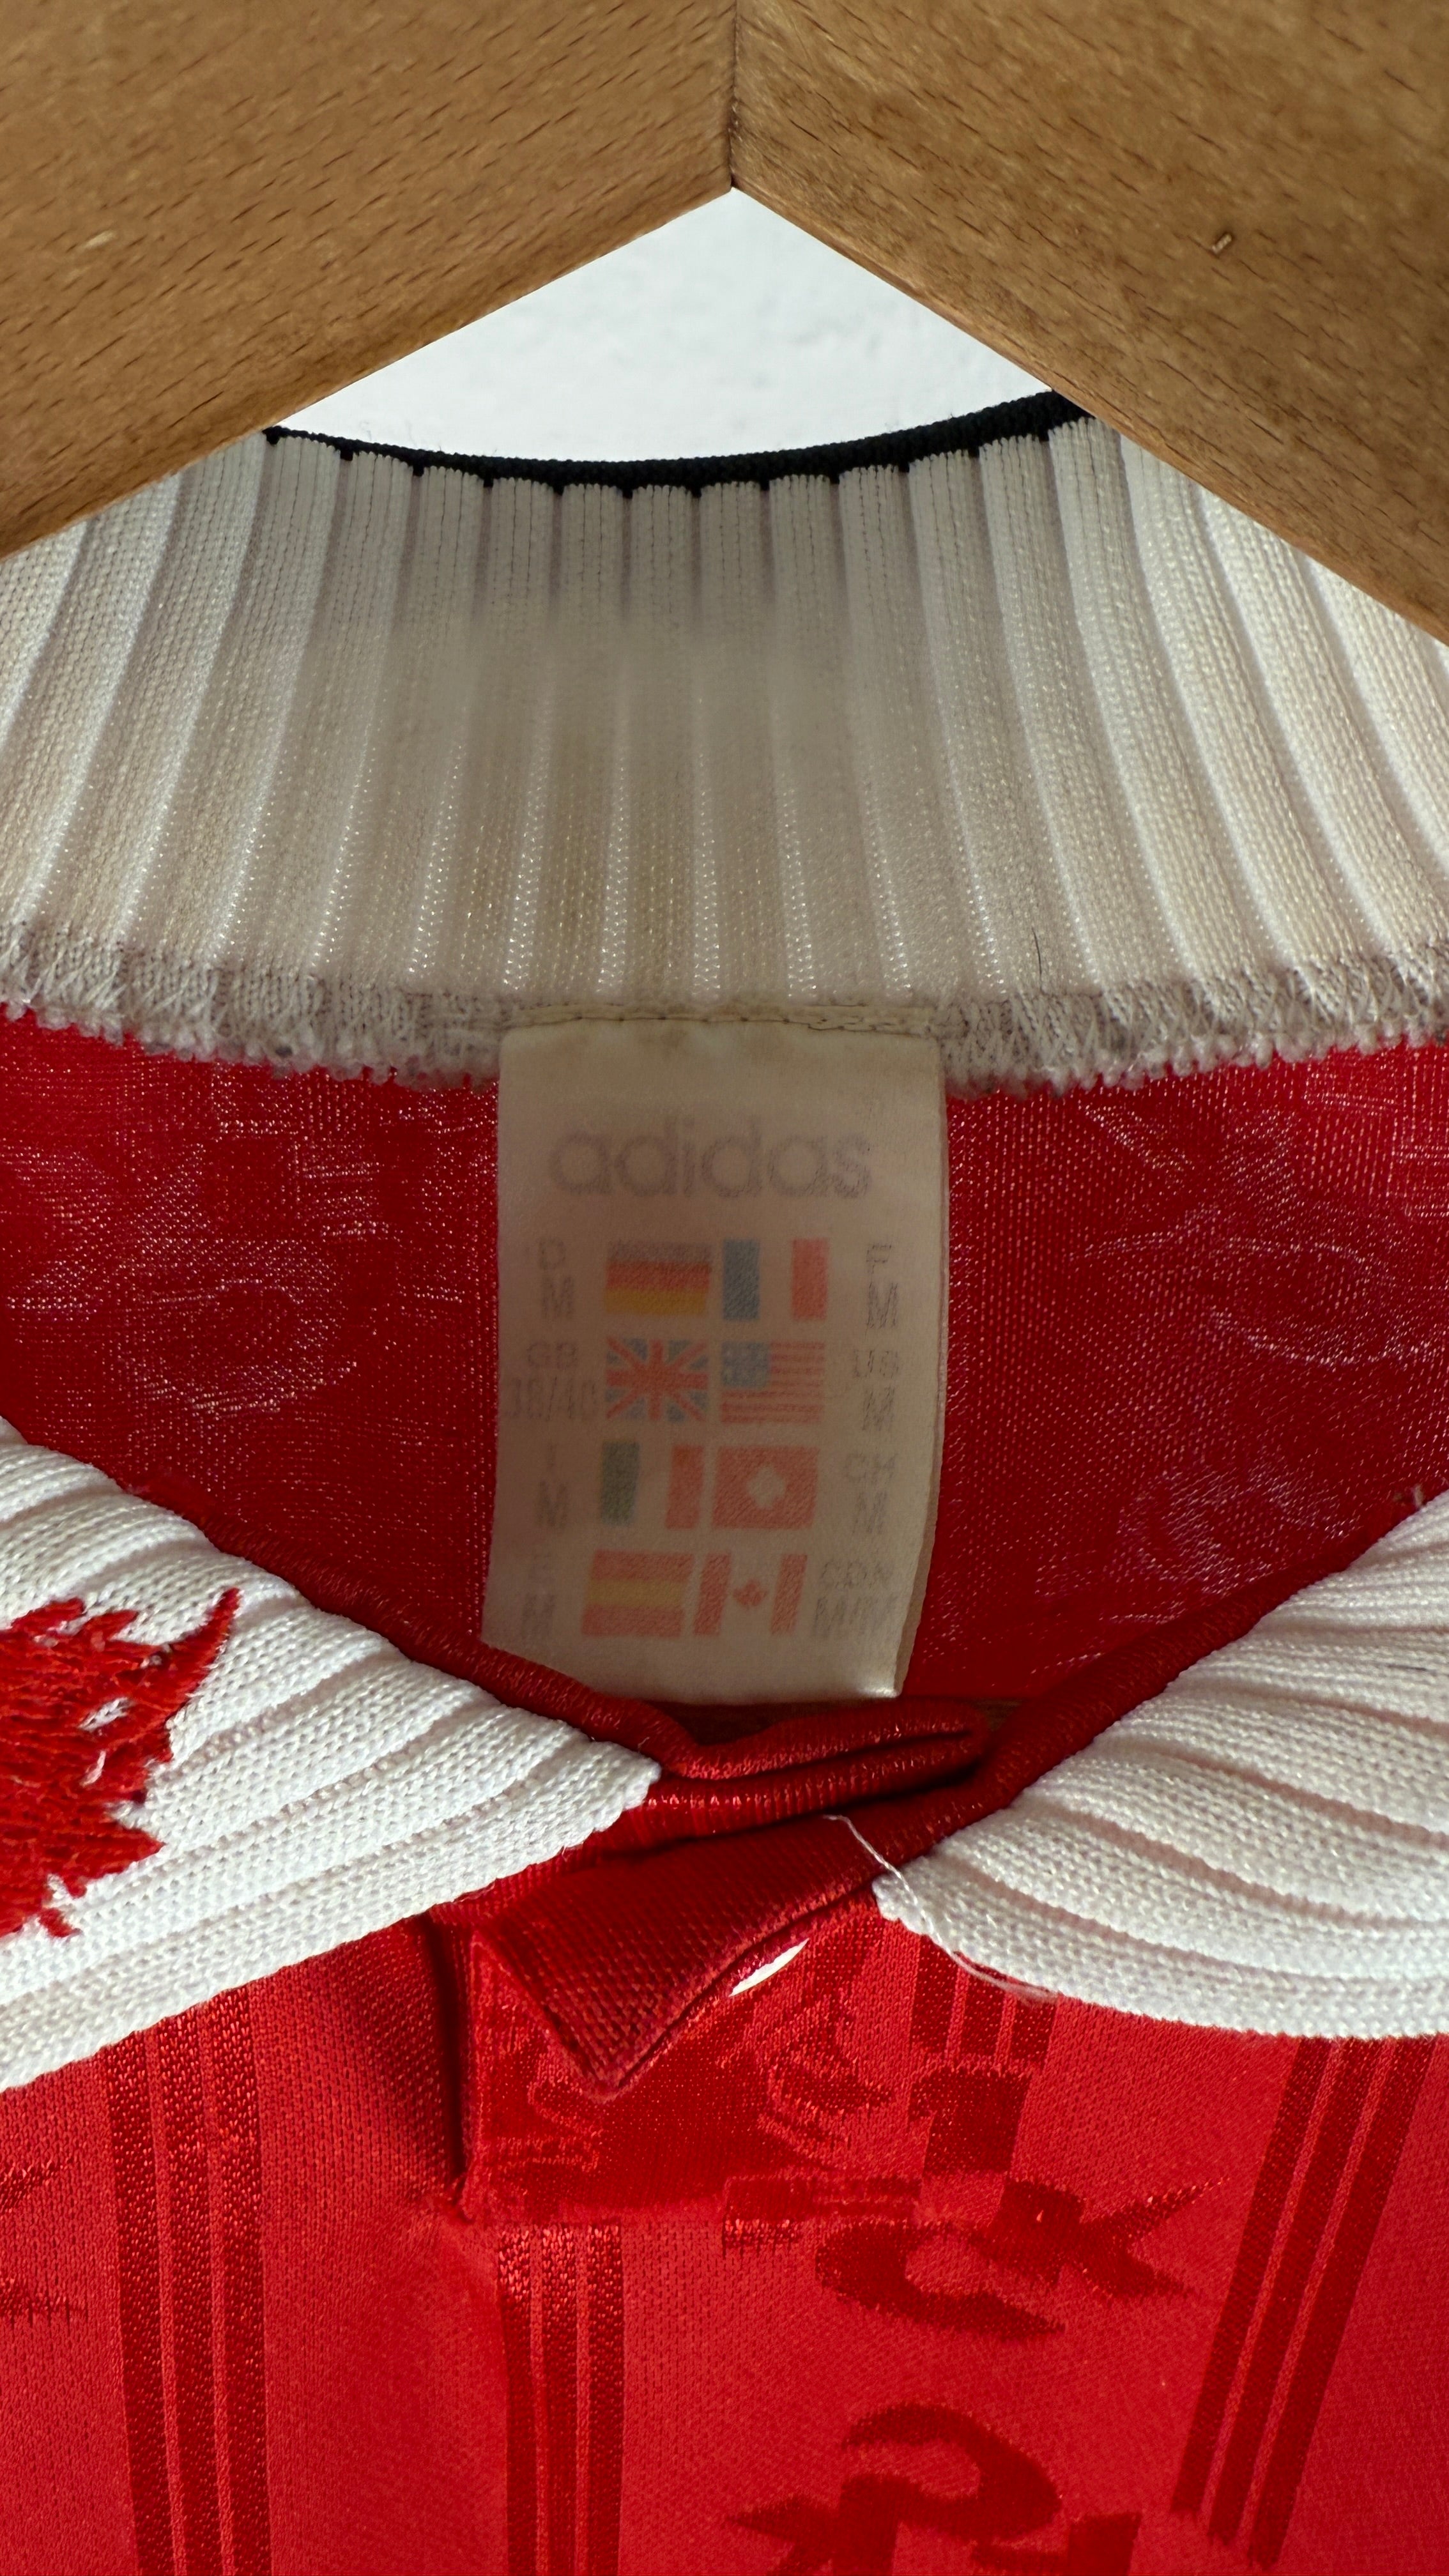 adidas
D F
M M
GB US
38/40 M
I CH
M M
E CDN
M M/M